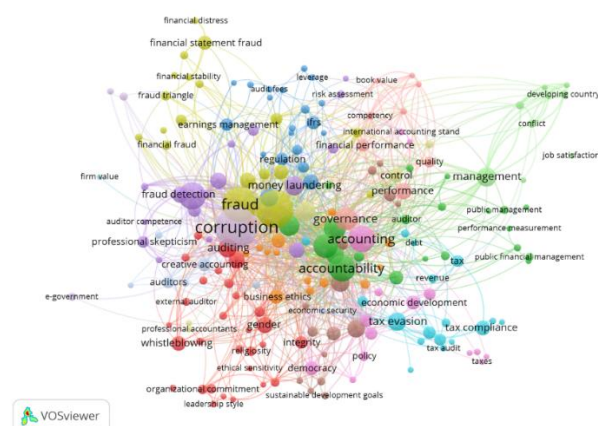 financial distress
financial statement fraud
financial stability
leverage
book value
audit fees
risk assessment
developing country
fraud triangle
competency
earnings management
ifrs
conflict
international accounting stand
financial fraud
financial performance
job satisfaction
regulation
quality
firm value
control
money laundering
management
fraud detection
performance
fraud
governance
public management
auditor competence
auditor
corruption
accounting
performance measurement
professional skepticism
auditing
debt
tax
public financial management
creative accounting
accountability
auditors
revenue
e-government
business ethics
economic development
external auditor
economic security
gender
tax evasion
tax compliance
professional accountants
whistleblowing
integrity
religiosity
policy
tax audit
taxes
ethical sensitivity
democracy
organizational commitment
sustainable development goals
leadership style
VOSviewer